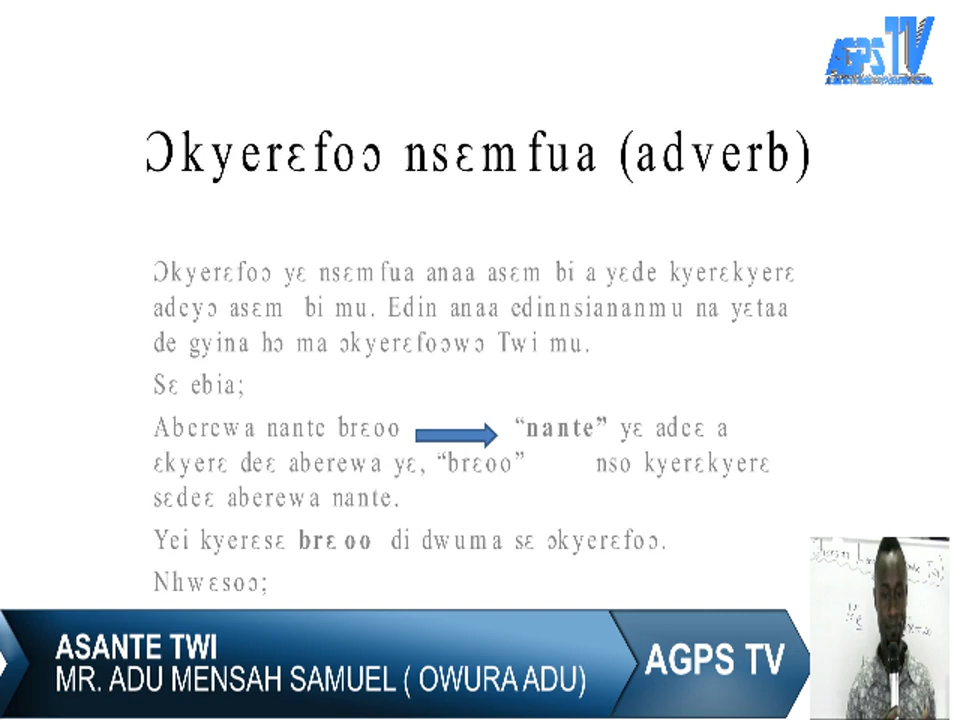 AGPS TV
Ɔkyerɛfoɔ nsɛmfua (adverb)
Ɔkyerɛfoɔ yɛ nsɛmfua anaa asɛm bi a yɛde kyerɛkyerɛ
adeyɔ asɛm bi mu. Edin anaa edinnsiananmu na yɛtaa
de gyina hɔ ma ɔkyerɛfoɔwɔ Twi mu.
Sɛ ebia;
Aberewa nante brɛoo “nante” yɛ adeɛ a
ɛkyerɛ deɛ aberewa yɛ, “brɛoo” nso kyerɛkyerɛ
sɛdeɛ aberewa nante.
Yei kyerɛsɛ brɛoo di dwuma sɛ ɔkyerɛfoɔ.
Nhwɛsoɔ;
ASANTE TWI
MR. ADU MENSAH SAMUEL ( OWURA ADU)
AGPS TV